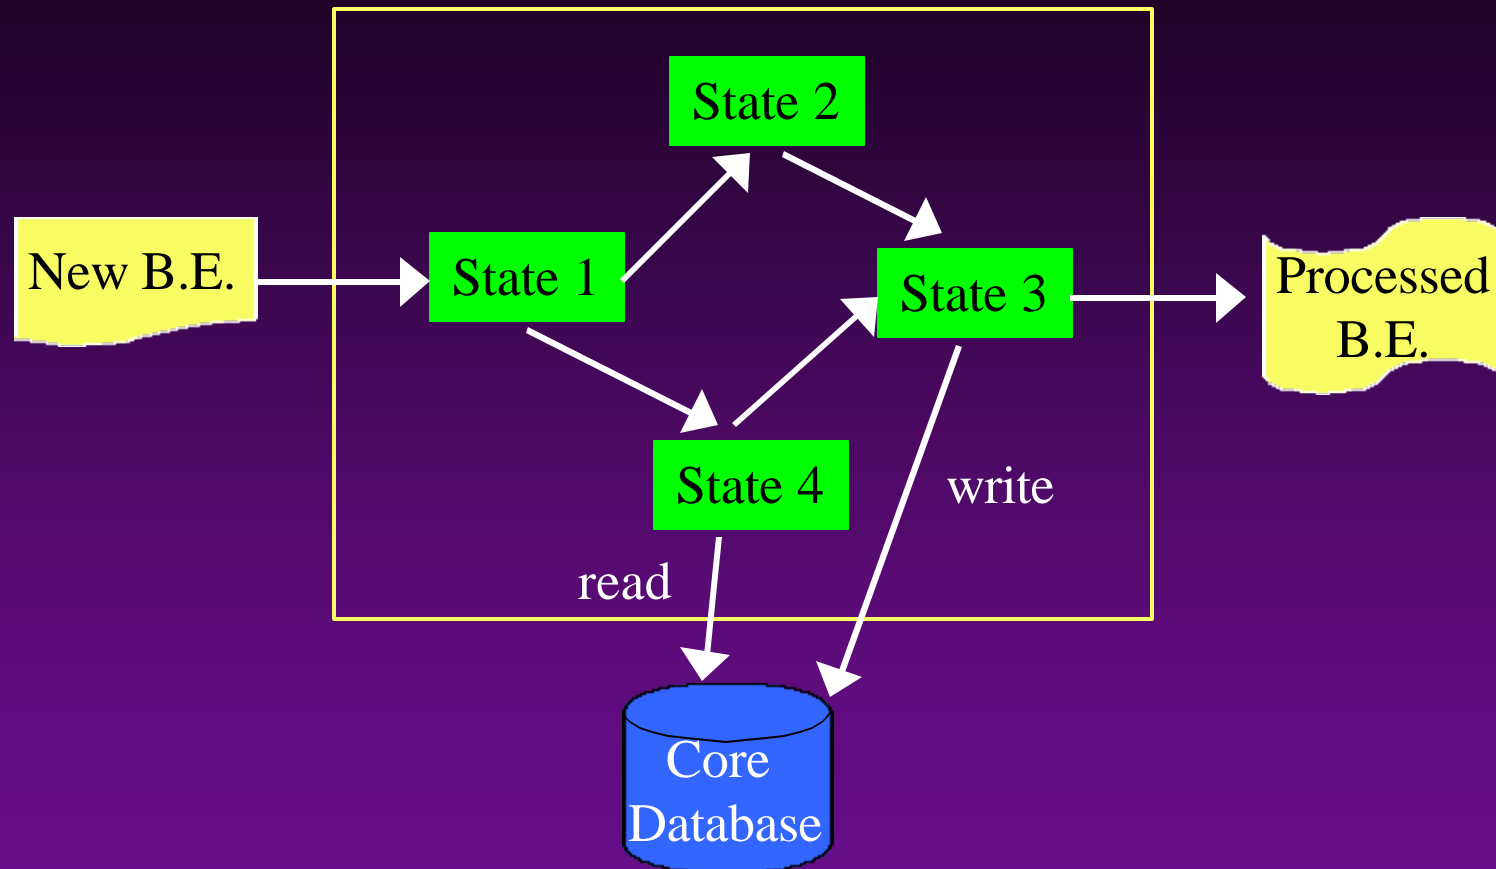 State 2
New B.E.
State 1
State 3
Processed
B.E.
State 4
write
read
Core
Database